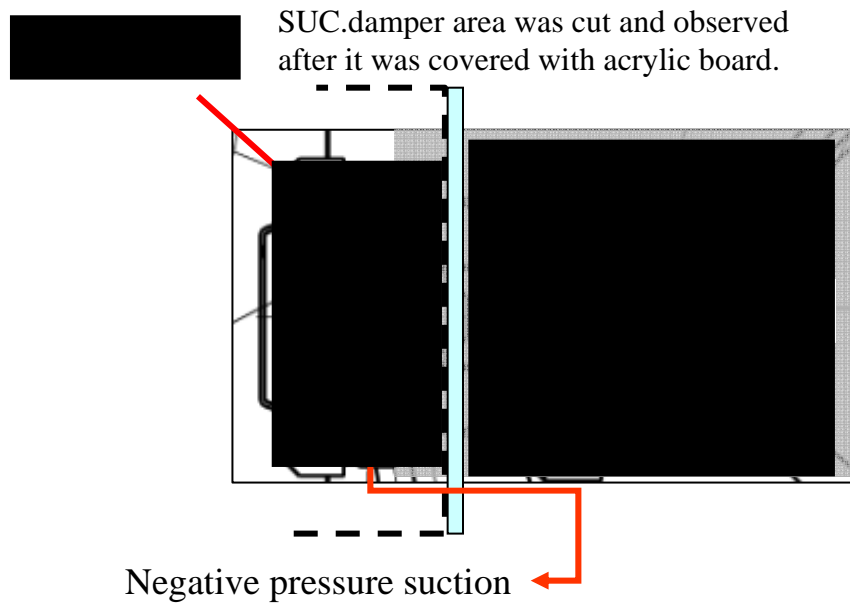 SUC.damper area was cut and observed
after it was covered with acrylic board.
Negative pressure suction